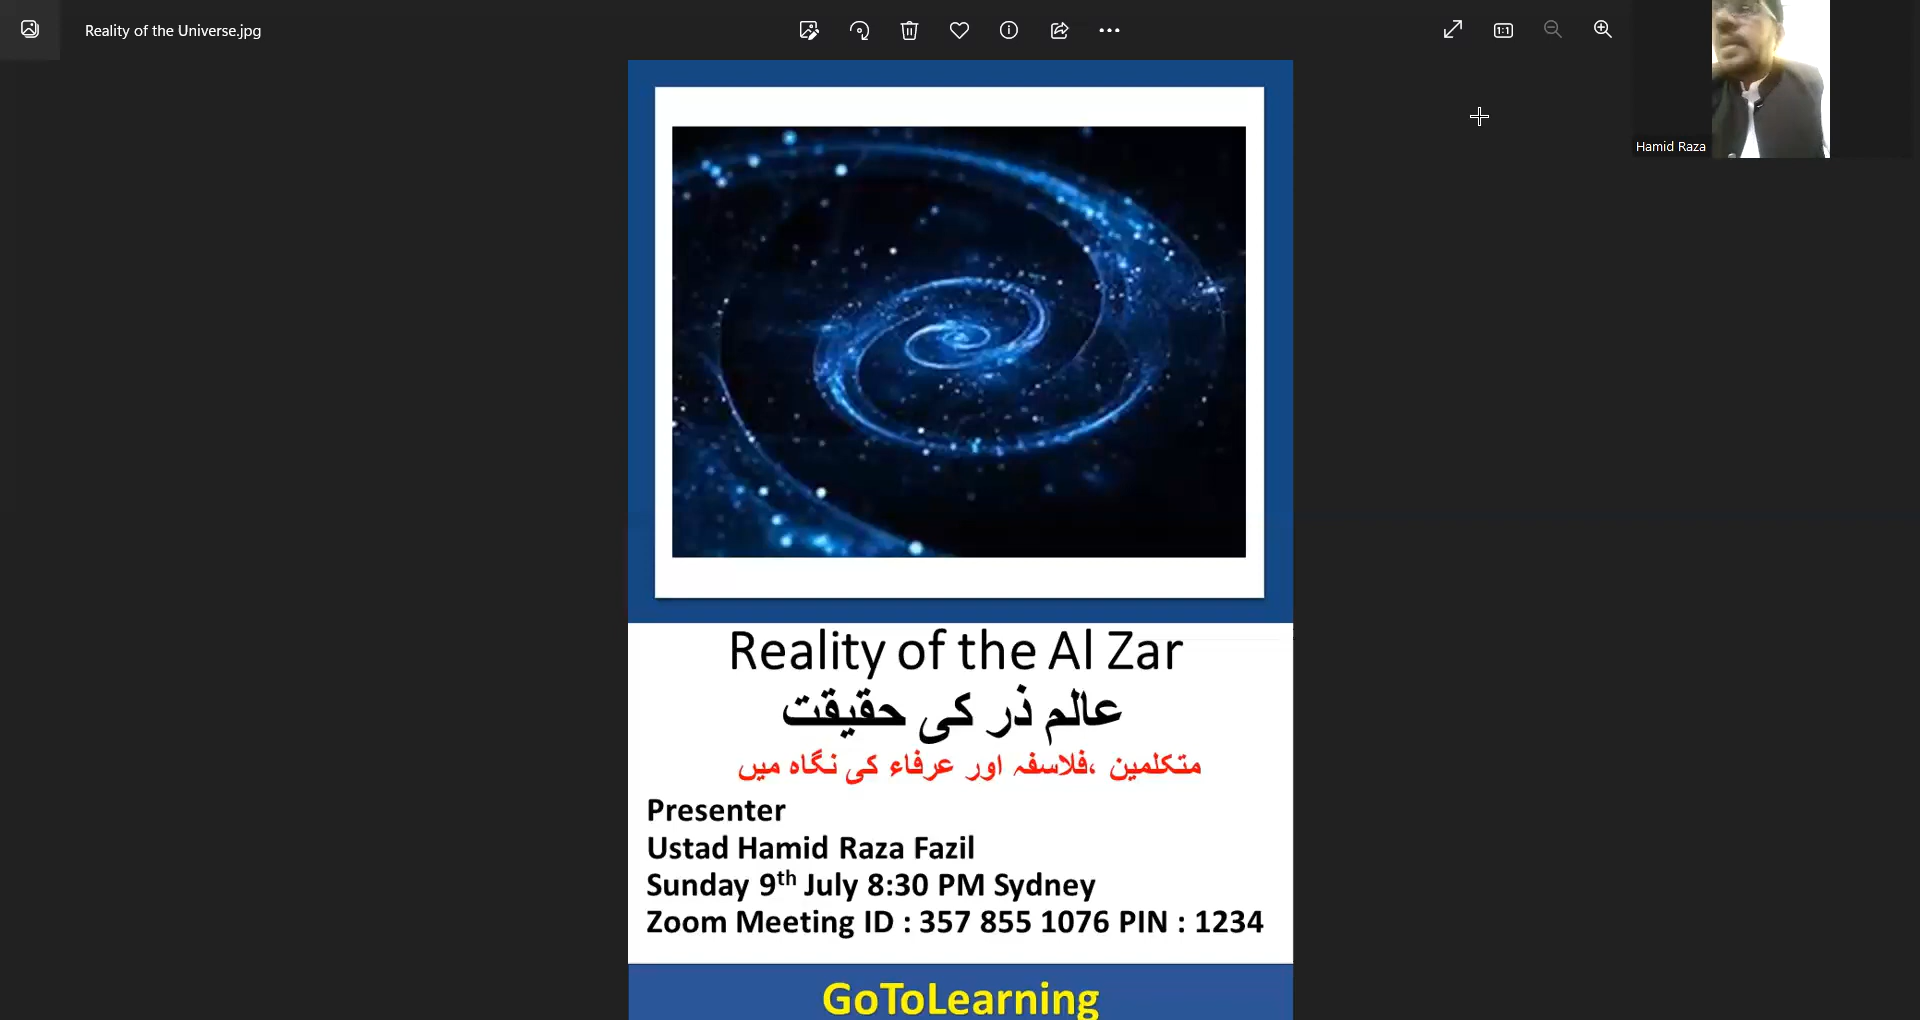 Reality of the Universe.jpg
1:1
Hamid Raza
Reality of the Al Zar
عالم ذر کی حقیقت
متکلمین ،فلاسفہ اور عرفاء کی نگاہ میں
Presenter
Ustad Hamid Raza Fazil
Sunday 9th July 8:30 PM Sydney
Zoom Meeting ID : 357 855 1076 PIN : 1234
GoToLearning